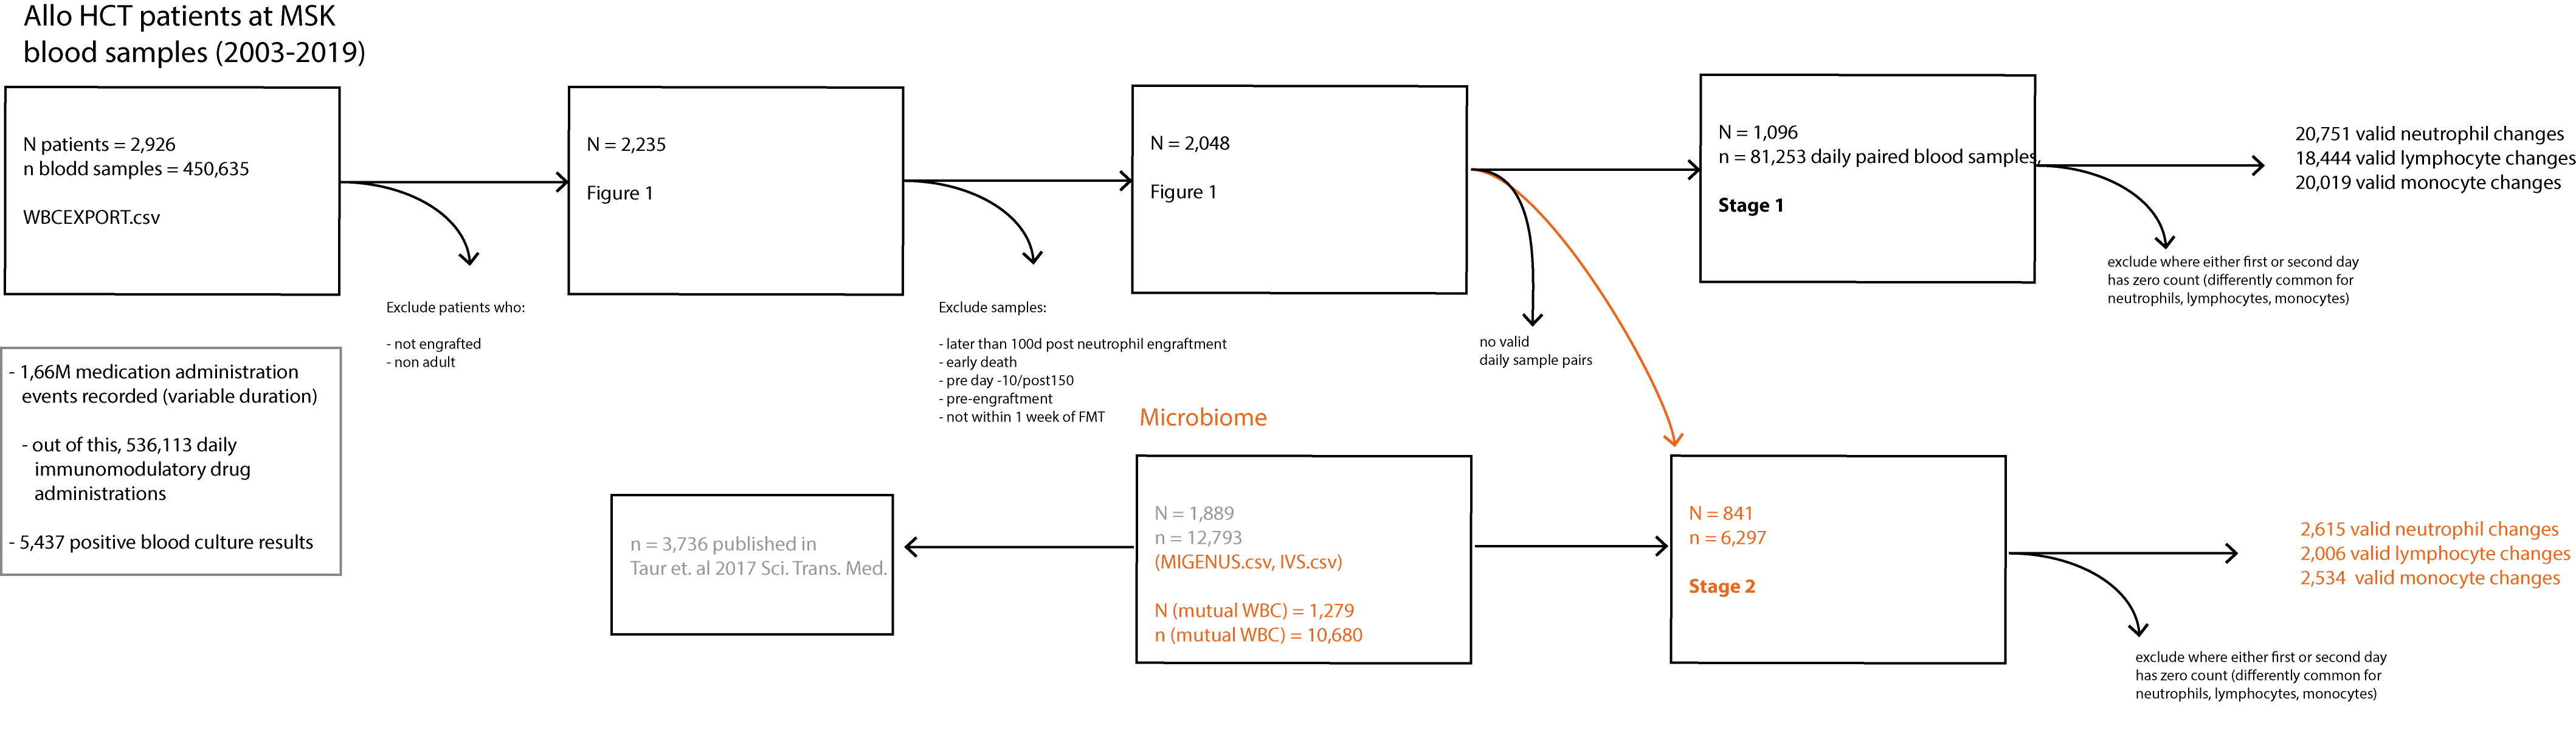 Allo HCT patients at MSK
blood samples (2003-2019)
N patients = 2,926
n blodd samples = 450,635
WBCEXPORT.csv
Exclude patients who:
- not engrafted
- non adult
N = 2,235
Figure 1
Exclude samples:
- later than 100d post neutrophil engraftment
- early death
- pre day -10/post150
- pre-engraftment
- not within 1 week of FMT
N = 2,048
Figure 1
no valid
daily sample pairs
N = 1,096
n = 81,253 daily paired blood samples,
Stage 1
exclude where either first or second day
has zero count (differently common for
neutrophils, lymphocytes, monocytes)
20,751 valid neutrophil changes
18,444 valid lymphocyte changes
20,019 valid monocyte changes
- 1,66M medication administration
events recorded (variable duration)
- out of this, 536,113 daily
immunomodulatory drug
administrations
- 5,437 positive blood culture results
Microbiome
n = 3,736 published in
Taur et. al 2017 Sci. Trans. Med.
N = 1,889
n = 12,793
(MIGENUS.csv, IVS.csv)
N (mutual WBC) = 1,279
n (mutual WBC) = 10,680
N = 841
n = 6,297
Stage 2
exclude where either first or second day
has zero count (differently common for
neutrophils, lymphocytes, monocytes)
2,615 valid neutrophil changes
2,006 valid lymphocyte changes
2,534 valid monocyte changes